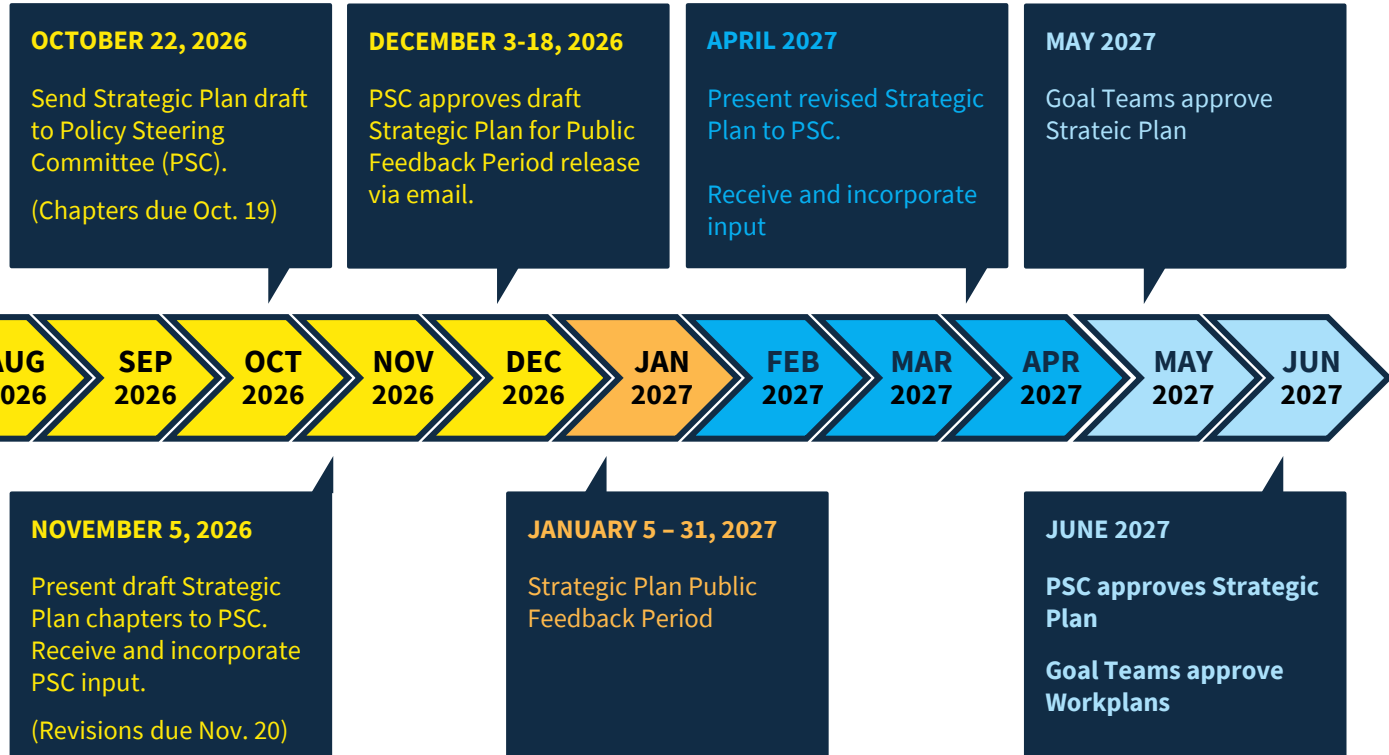 OCTOBER 22, 2026
Send Strategic Plan draft
to Policy Steering
Committee (PSC).
(Chapters due Oct. 19)
DECEMBER 3-18, 2026
PSC approves draft
Strategic Plan for Public
Feedback Period release
via email.
APRIL 2027
Present revised Strategic
Plan to PSC.
Receive and incorporate
input
MAY 2027
Goal Teams approve
Strateic Plan
SEP
2026
OCT
2026
NOV
2026
DEC
2026
JAN
2027
FEB
2027
MAR
2027
APR
2027
MAY
2027
JUN
2027
NOVEMBER 5, 2026
Present draft Strategic
Plan chapters to PSC.
Receive and incorporate
PSC input.
(Revisions due Nov. 20)
JANUARY 5 – 31, 2027
Strategic Plan Public
Feedback Period
JUNE 2027
PSC approves Strategic
Plan
Goal Teams approve
Workplans